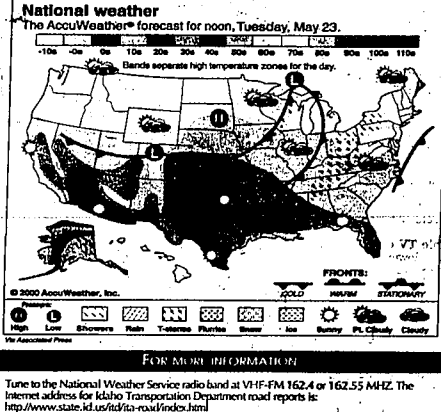 National weather
The AccuWeather® forecast for noon, Tuesday, May 23.
-10s -0s 0s 10s 20s 30s 40s 50s 60s 70s 80s 90s 100s 110s
Bands separate high temperature zones for the day.
L
H
L
© 2000 AccuWeather, Inc.
FRONTS:
COLD WARM STATIONARY
Pressure:
H L
High Low Showers Rain T-storms Flurries Snow Ice Sunny Pt. Cloudy Cloudy
Via Associated Press
FOR MORE INFORMATION
Tune to the National Weather Service radio band at VHF-FM 162.4 or 162.55 MHZ. The
Internet address for Idaho Transportation Department road reports is:
http://www.state.id.us/itd/ita-road/index.html